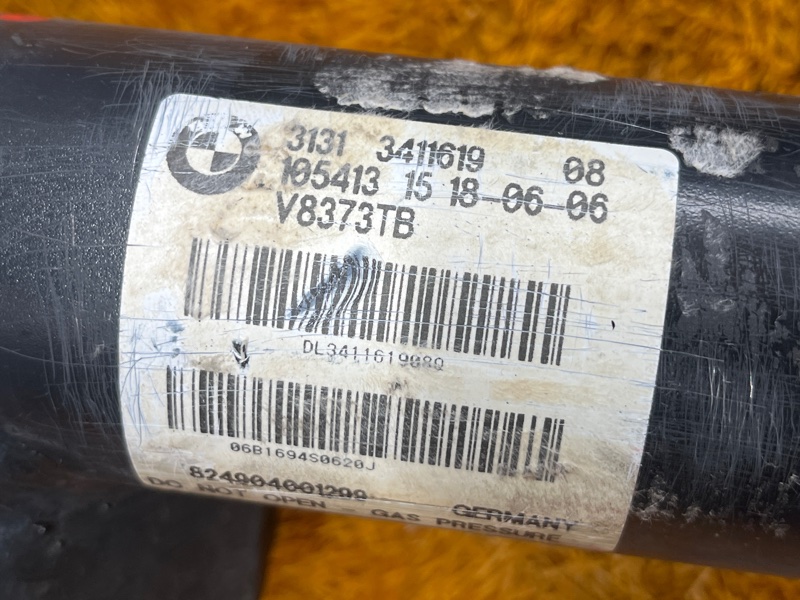 3131 3411619 08
105413 15 18-06-06
V8373TB
DL3411619080
06B1694S0620J
824904001299
GERMANY
DO NOT OPEN GAS PRESSURE